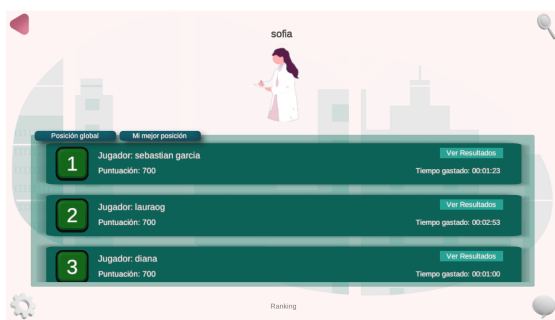 sofia
Posición global
Mi mejor posición
1
Jugador: sebastian garcia
Ver Resultados
Puntuación: 700
Tiempo gastado: 00:01:23
2
Jugador: lauraog
Ver Resultados
Puntuación: 700
Tiempo gastado: 00:02:53
3
Jugador: diana
Ver Resultados
Puntuación: 700
Tiempo gastado: 00:01:00
Ranking